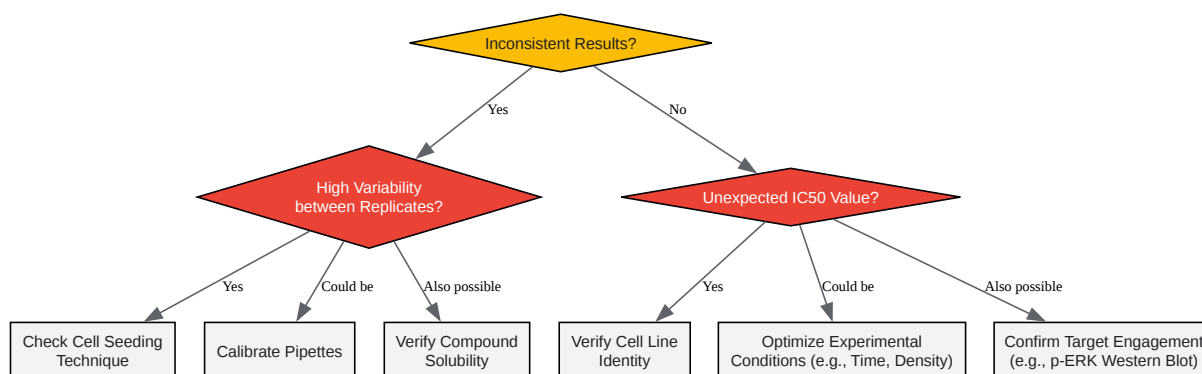 Inconsistent Results?
Yes
No
High Variability
between Replicates?
Unexpected IC50 Value?
Yes
Could be
Also possible
Yes
Could be
Also possible
Check Cell Seeding
Technique
Calibrate Pipettes
Verify Compound
Solubility
Verify Cell Line
Identity
Optimize Experimental
Conditions (e.g., Time, Density)
Confirm Target Engagement
(e.g., p-ERK Western Blot)